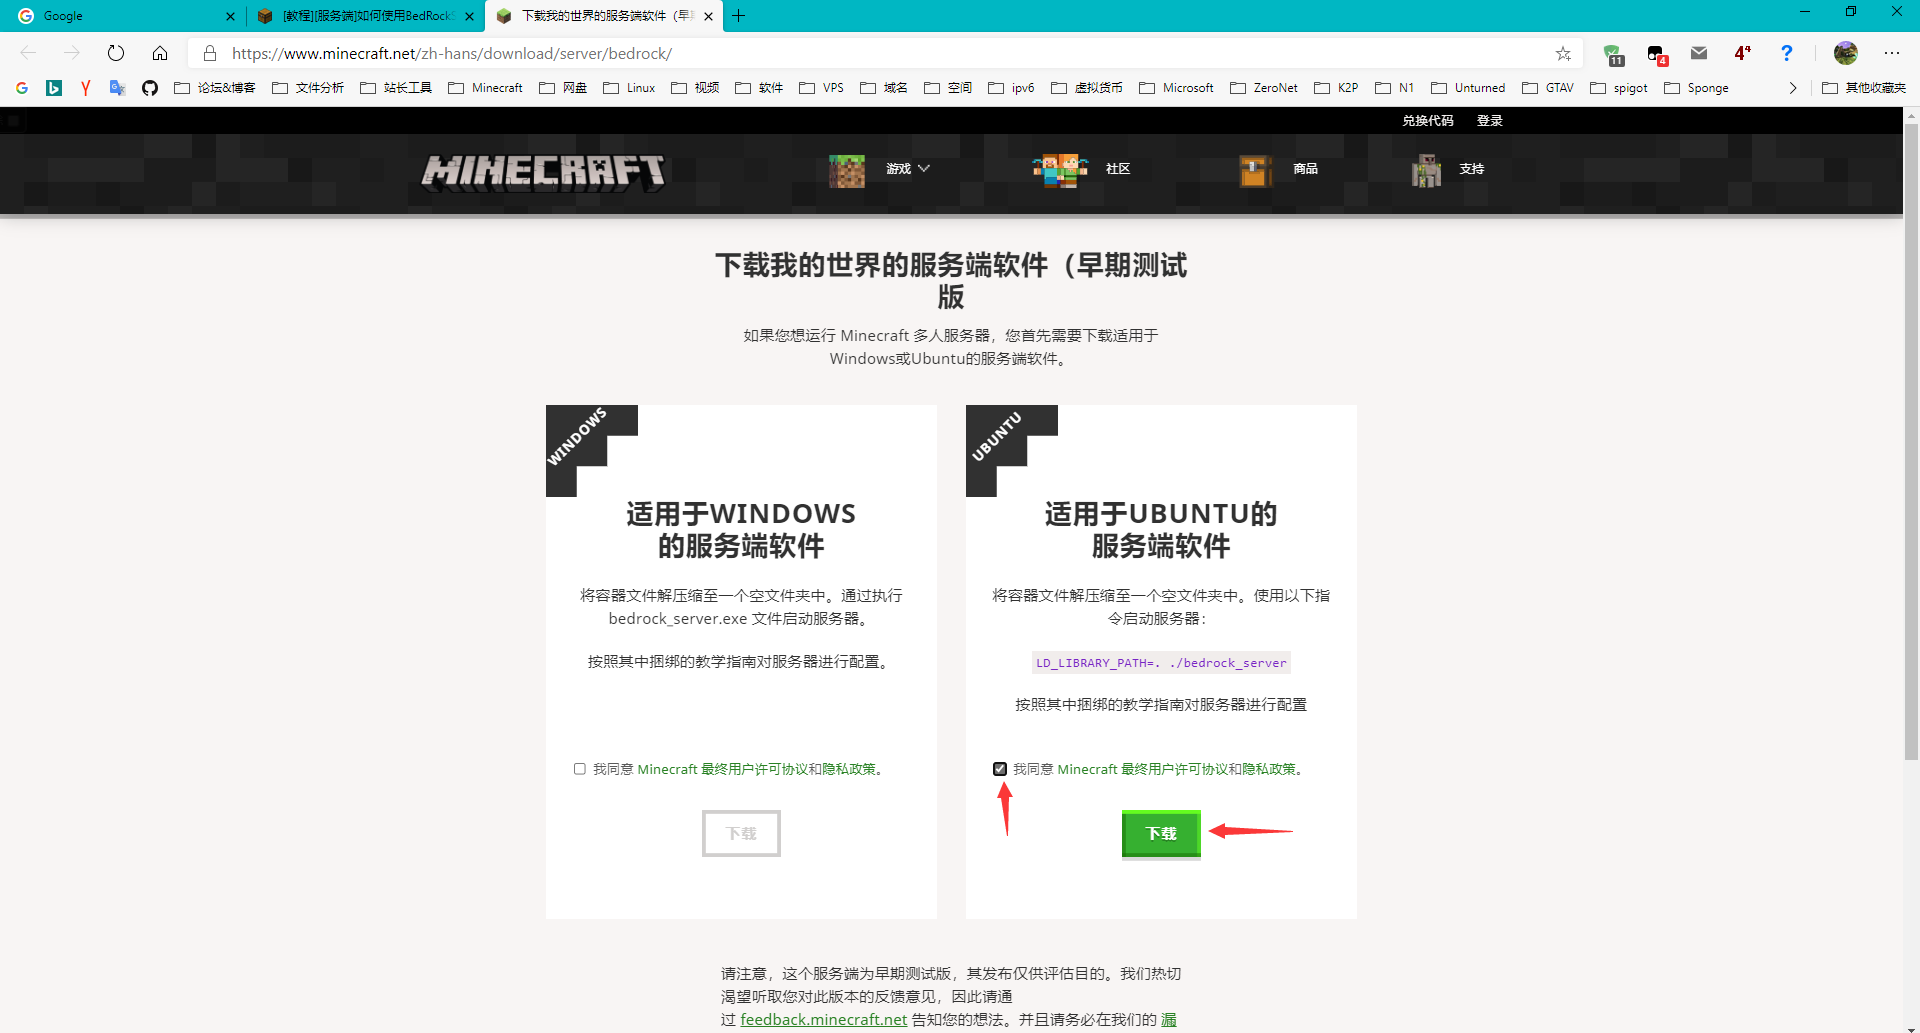 Google
[教程][服务端]如何使用BedRockS
下载我的世界的服务端软件（早期
https://www.minecraft.net/zh-hans/download/server/bedrock/
11
4
4⁴
?
论坛&博客
文件分析
站长工具
Minecraft
网盘
Linux
视频
软件
VPS
域名
空间
ipv6
虚拟货币
Microsoft
ZeroNet
K2P
N1
Unturned
GTAV
spigot
Sponge
其他收藏夹
兑换代码
登录
MINECRAFT
游戏
社区
商品
支持
下载我的世界的服务端软件（早期测试
版
如果您想运行 Minecraft 多人服务器，您首先需要下载适用于
Windows或Ubuntu的服务端软件。
WINDOWS
适用于WINDOWS
的服务端软件
将容器文件解压缩至一个空文件夹中。通过执行
bedrock_server.exe 文件启动服务器。
按照其中捆绑的教学指南对服务器进行配置。
我同意 Minecraft 最终用户许可协议和隐私政策。
下载
UBUNTU
适用于UBUNTU的
服务端软件
将容器文件解压缩至一个空文件夹中。使用以下指
令启动服务器：
LD_LIBRARY_PATH=. ./bedrock_server
按照其中捆绑的教学指南对服务器进行配置
我同意 Minecraft 最终用户许可协议和隐私政策。
下载
请注意，这个服务端为早期测试版，其发布仅供评估目的。我们热切
渴望听取您对此版本的反馈意见，因此请通
过 feedback.minecraft.net 告知您的想法。并且请务必在我们的 漏